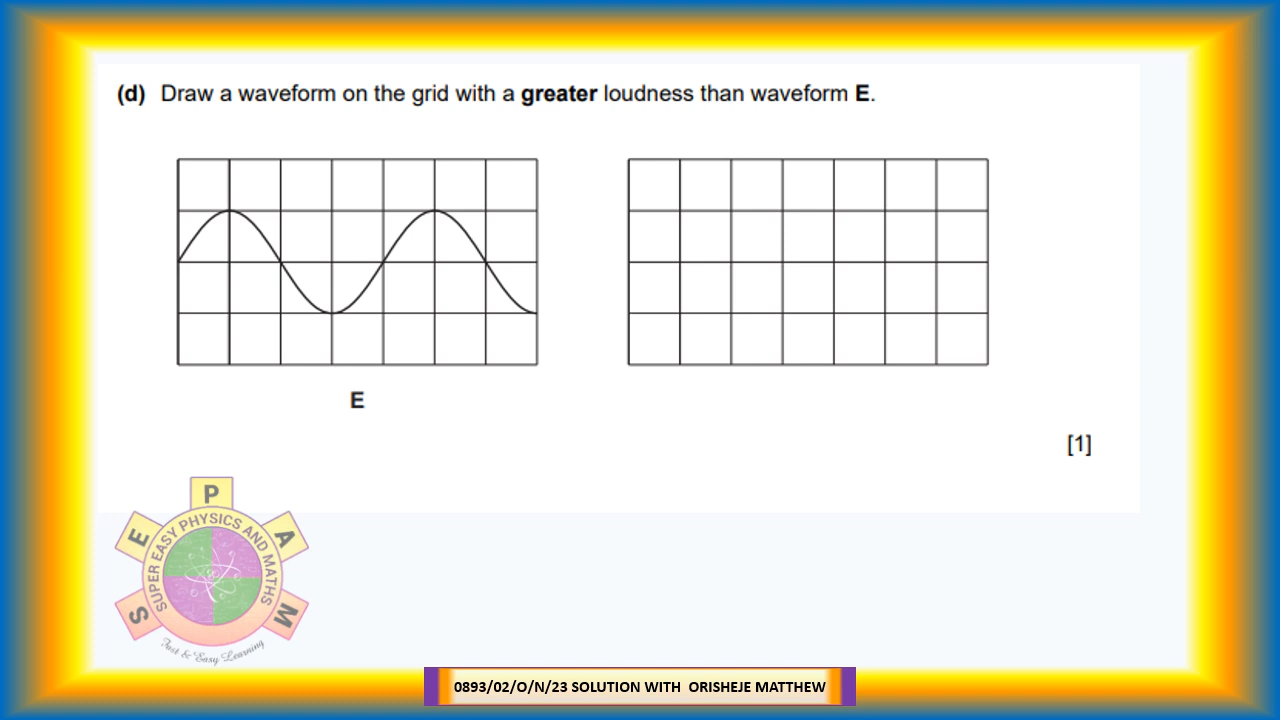 (d) Draw a waveform on the grid with a greater loudness than waveform E.
E
[1]
S E P A M
SUPER EASY PHYSICS AND MATHS
Fast & Easy Learning
0893/02/O/N/23 SOLUTION WITH ORISHEJE MATTHEW